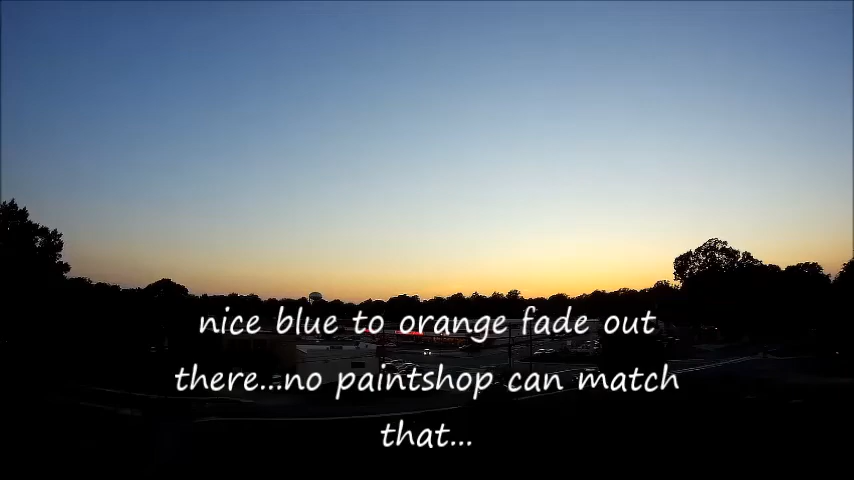 nice blue to orange fade out
there...no paintshop can match
that...